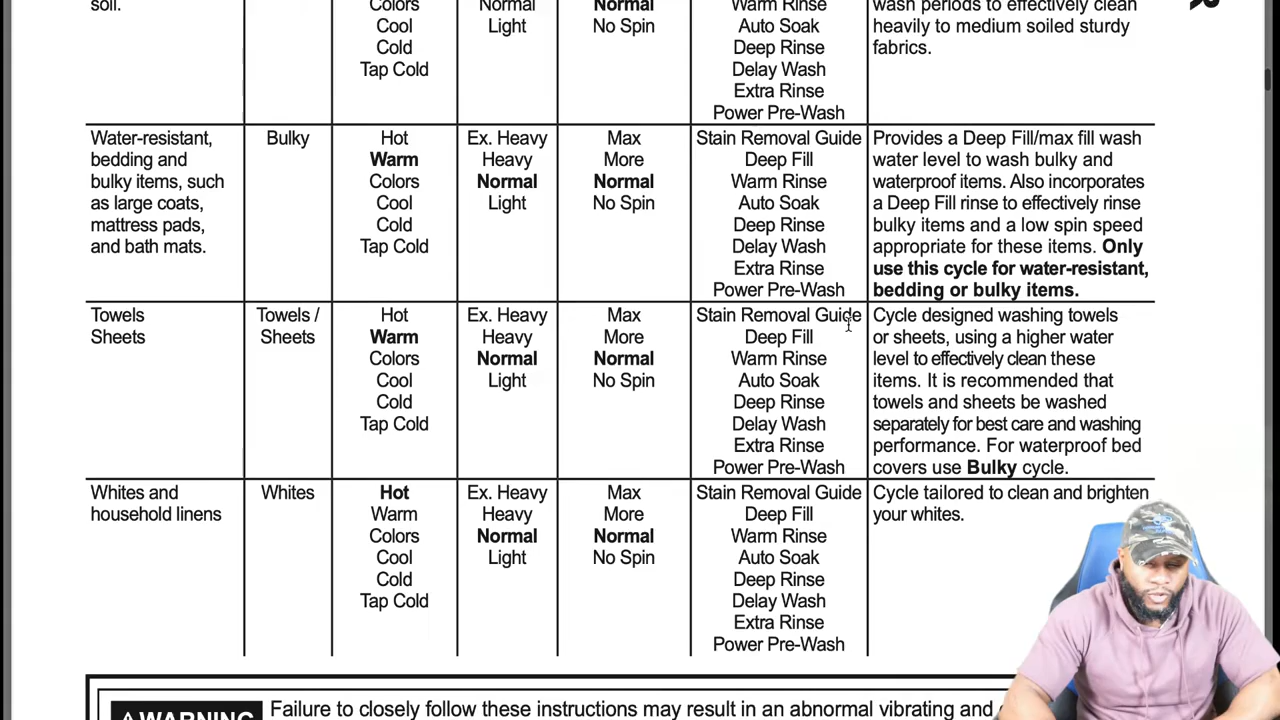 soil.
Colors
Cool
Cold
Tap Cold
Normal
Light
Normal
No Spin
Warm Rinse
Auto Soak
Deep Rinse
Delay Wash
Extra Rinse
Power Pre-Wash
wash periods to effectively clean
heavily to medium soiled sturdy
fabrics.
Water-resistant,
bedding and
bulky items, such
as large coats,
mattress pads,
and bath mats.
Bulky
Hot
Warm
Colors
Cool
Cold
Tap Cold
Ex. Heavy
Heavy
Normal
Light
Max
More
Normal
No Spin
Stain Removal Guide
Deep Fill
Warm Rinse
Auto Soak
Deep Rinse
Delay Wash
Extra Rinse
Power Pre-Wash
Provides a Deep Fill/max fill wash
water level to wash bulky and
waterproof items. Also incorporates
a Deep Fill rinse to effectively rinse
bulky items and a low spin speed
appropriate for these items. Only
use this cycle for water-resistant,
bedding or bulky items.
Towels
Sheets
Towels /
Sheets
Hot
Warm
Colors
Cool
Cold
Tap Cold
Ex. Heavy
Heavy
Normal
Light
Max
More
Normal
No Spin
Stain Removal Guide
Deep Fill
Warm Rinse
Auto Soak
Deep Rinse
Delay Wash
Extra Rinse
Power Pre-Wash
Cycle designed washing towels
or sheets, using a higher water
level to effectively clean these
items. It is recommended that
towels and sheets be washed
separately for best care and washing
performance. For waterproof bed
covers use Bulky cycle.
Whites and
household linens
Whites
Hot
Warm
Colors
Cool
Cold
Tap Cold
Ex. Heavy
Heavy
Normal
Light
Max
More
Normal
No Spin
Stain Removal Guide
Deep Fill
Warm Rinse
Auto Soak
Deep Rinse
Delay Wash
Extra Rinse
Power Pre-Wash
Cycle tailored to clean and brighten
your whites.
⚠WARNING Failure to closely follow these instructions may result in an abnormal vibrating and